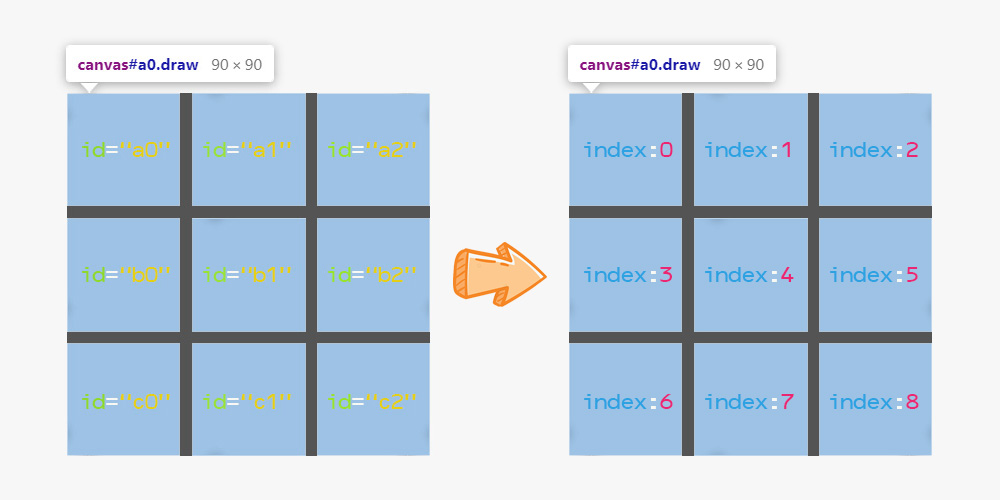 canvas#a0.draw 90 × 90
id="a0" id="a1" id="a2"
id="b0" id="b1" id="b2"
id="c0" id="c1" id="c2"
canvas#a0.draw 90 × 90
index:0 index:1 index:2
index:3 index:4 index:5
index:6 index:7 index:8